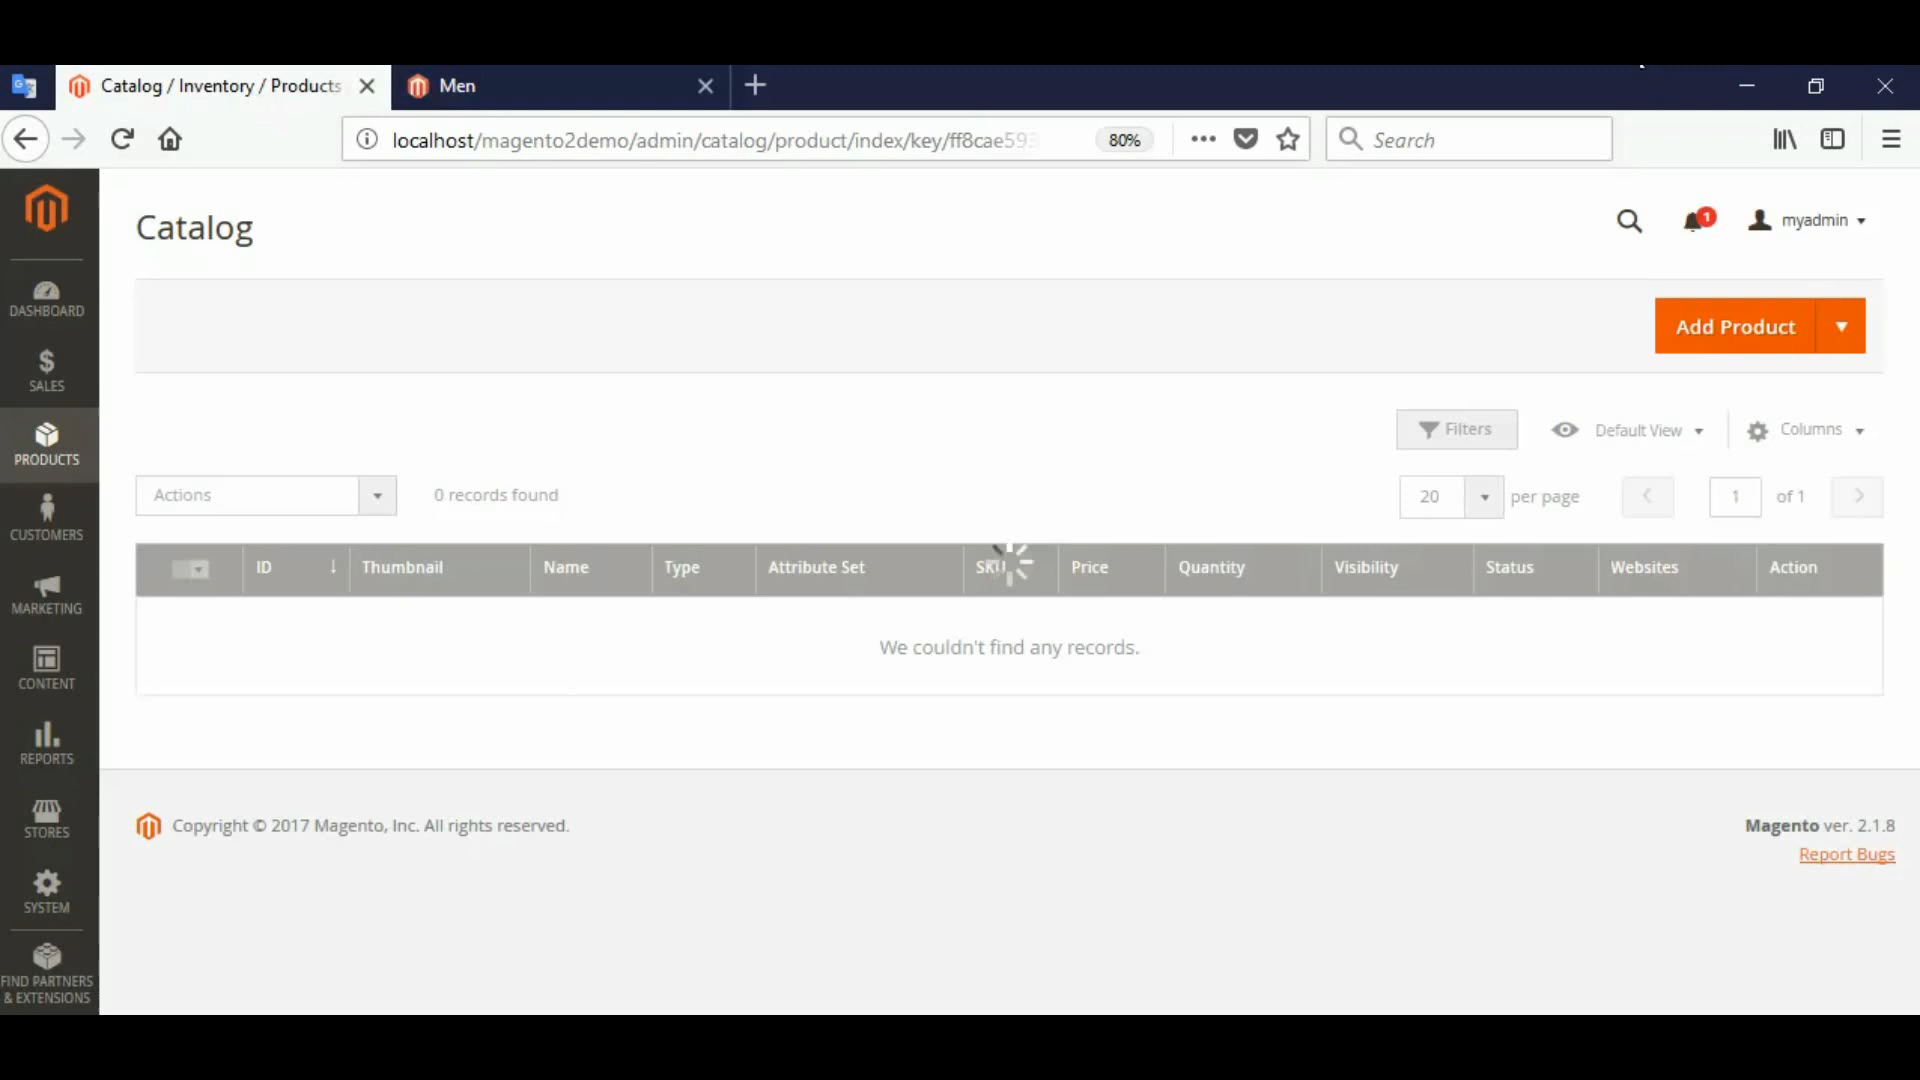 Catalog / Inventory / Products
Men
localhost/magento2demo/admin/catalog/product/index/key/ff8cae593
80%
Search
Catalog
1
myadmin
DASHBOARD
SALES
PRODUCTS
CUSTOMERS
MARKETING
CONTENT
REPORTS
STORES
SYSTEM
FIND PARTNERS
& EXTENSIONS
Add Product
Filters
Default View
Columns
Actions
0 records found
20
per page
1
of 1
ID
Thumbnail
Name
Type
Attribute Set
SKU
Price
Quantity
Visibility
Status
Websites
Action
We couldn't find any records.
Copyright © 2017 Magento, Inc. All rights reserved.
Magento ver. 2.1.8
Report Bugs